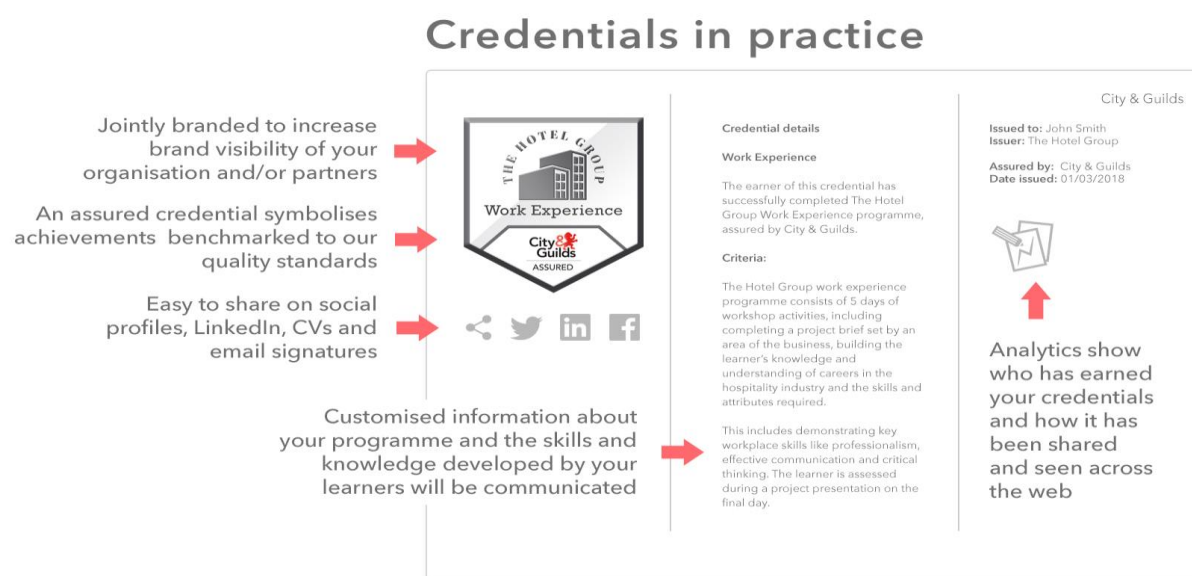 Credentials in practice
Jointly branded to increase
brand visibility of your
organisation and/or partners
An assured credential symbolises
achievements benchmarked to our
quality standards
Easy to share on social
profiles, LinkedIn, CVs and
email signatures
Customised information about
your programme and the skills and
knowledge developed by your
learners will be communicated
THE HOTEL GROUP
Work Experience
City&
Guilds
ASSURED
in
f
Credential details
Work Experience
The earner of this credential has
successfully completed The Hotel
Group Work Experience programme,
assured by City & Guilds.
Criteria:
The Hotel Group work experience
programme consists of 5 days of
workshop activities, including
completing a project brief set by an
area of the business, building the
learner's knowledge and
understanding of careers in the
hospitality industry and the skills and
attributes required.
This includes demonstrating key
workplace skills like professionalism,
effective communication and critical
thinking. The learner is assessed
during a project presentation on the
final day.
City & Guilds
Issued to: John Smith
Issuer: The Hotel Group
Assured by: City & Guilds
Date issued: 01/03/2018
Analytics show
who has earned
your credentials
and how it has
been shared
and seen across
the web